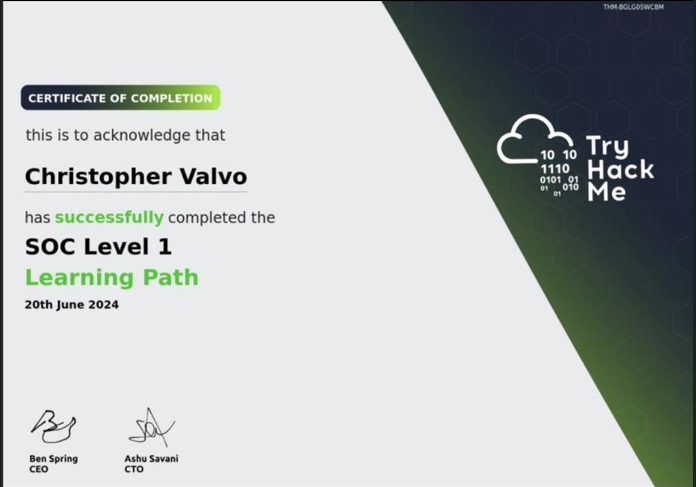 THM-BGLG05WCBM
CERTIFICATE OF COMPLETION
this is to acknowledge that
Christopher Valvo
has successfully completed the
SOC Level 1
Learning Path
20th June 2024
10 10
1110
0101 01
01 01 010
Try
Hack
Me
Ben Spring
CEO
Ashu Savani
CTO